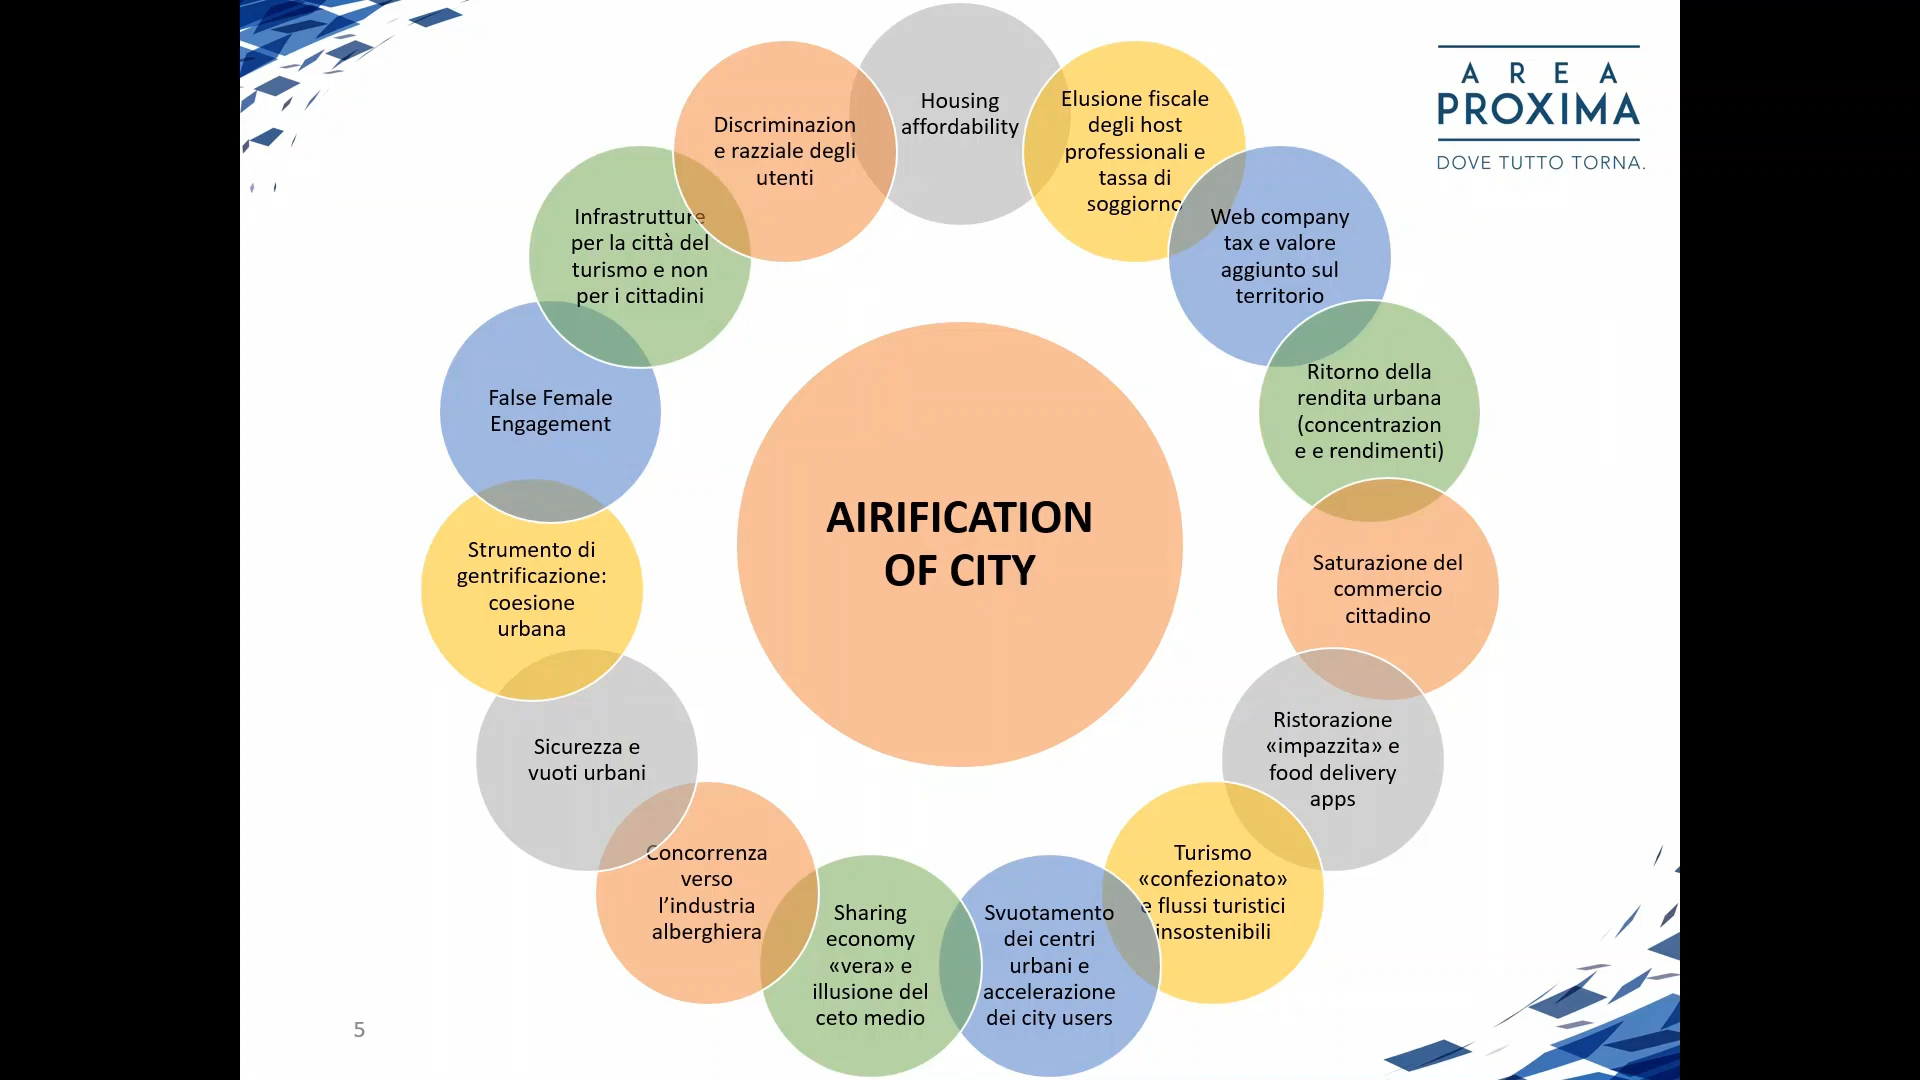 Housing
affordability
Elusione fiscale
degli host
professionali e
tassa di
soggiorno
Web company
tax e valore
aggiunto sul
territorio
Ritorno della
rendita urbana
(concentrazion
e e rendimenti)
Saturazione del
commercio
cittadino
Ristorazione
«impazzita» e
food delivery
apps
Turismo
«confezionato»
e flussi turistici
insostenibili
Svuotamento
dei centri
urbani e
accelerazione
dei city users
Sharing
economy
«vera» e
illusione del
ceto medio
Concorrenza
verso
l’industria
alberghiera
Sicurezza e
vuoti urbani
Strumento di
gentrificazione:
coesione
urbana
False Female
Engagement
Infrastrutture
per la città del
turismo e non
per i cittadini
Discriminazion
e razziale degli
utenti
AIRIFICATION
OF CITY
AREA
PROXIMA
DOVE TUTTO TORNA.
5